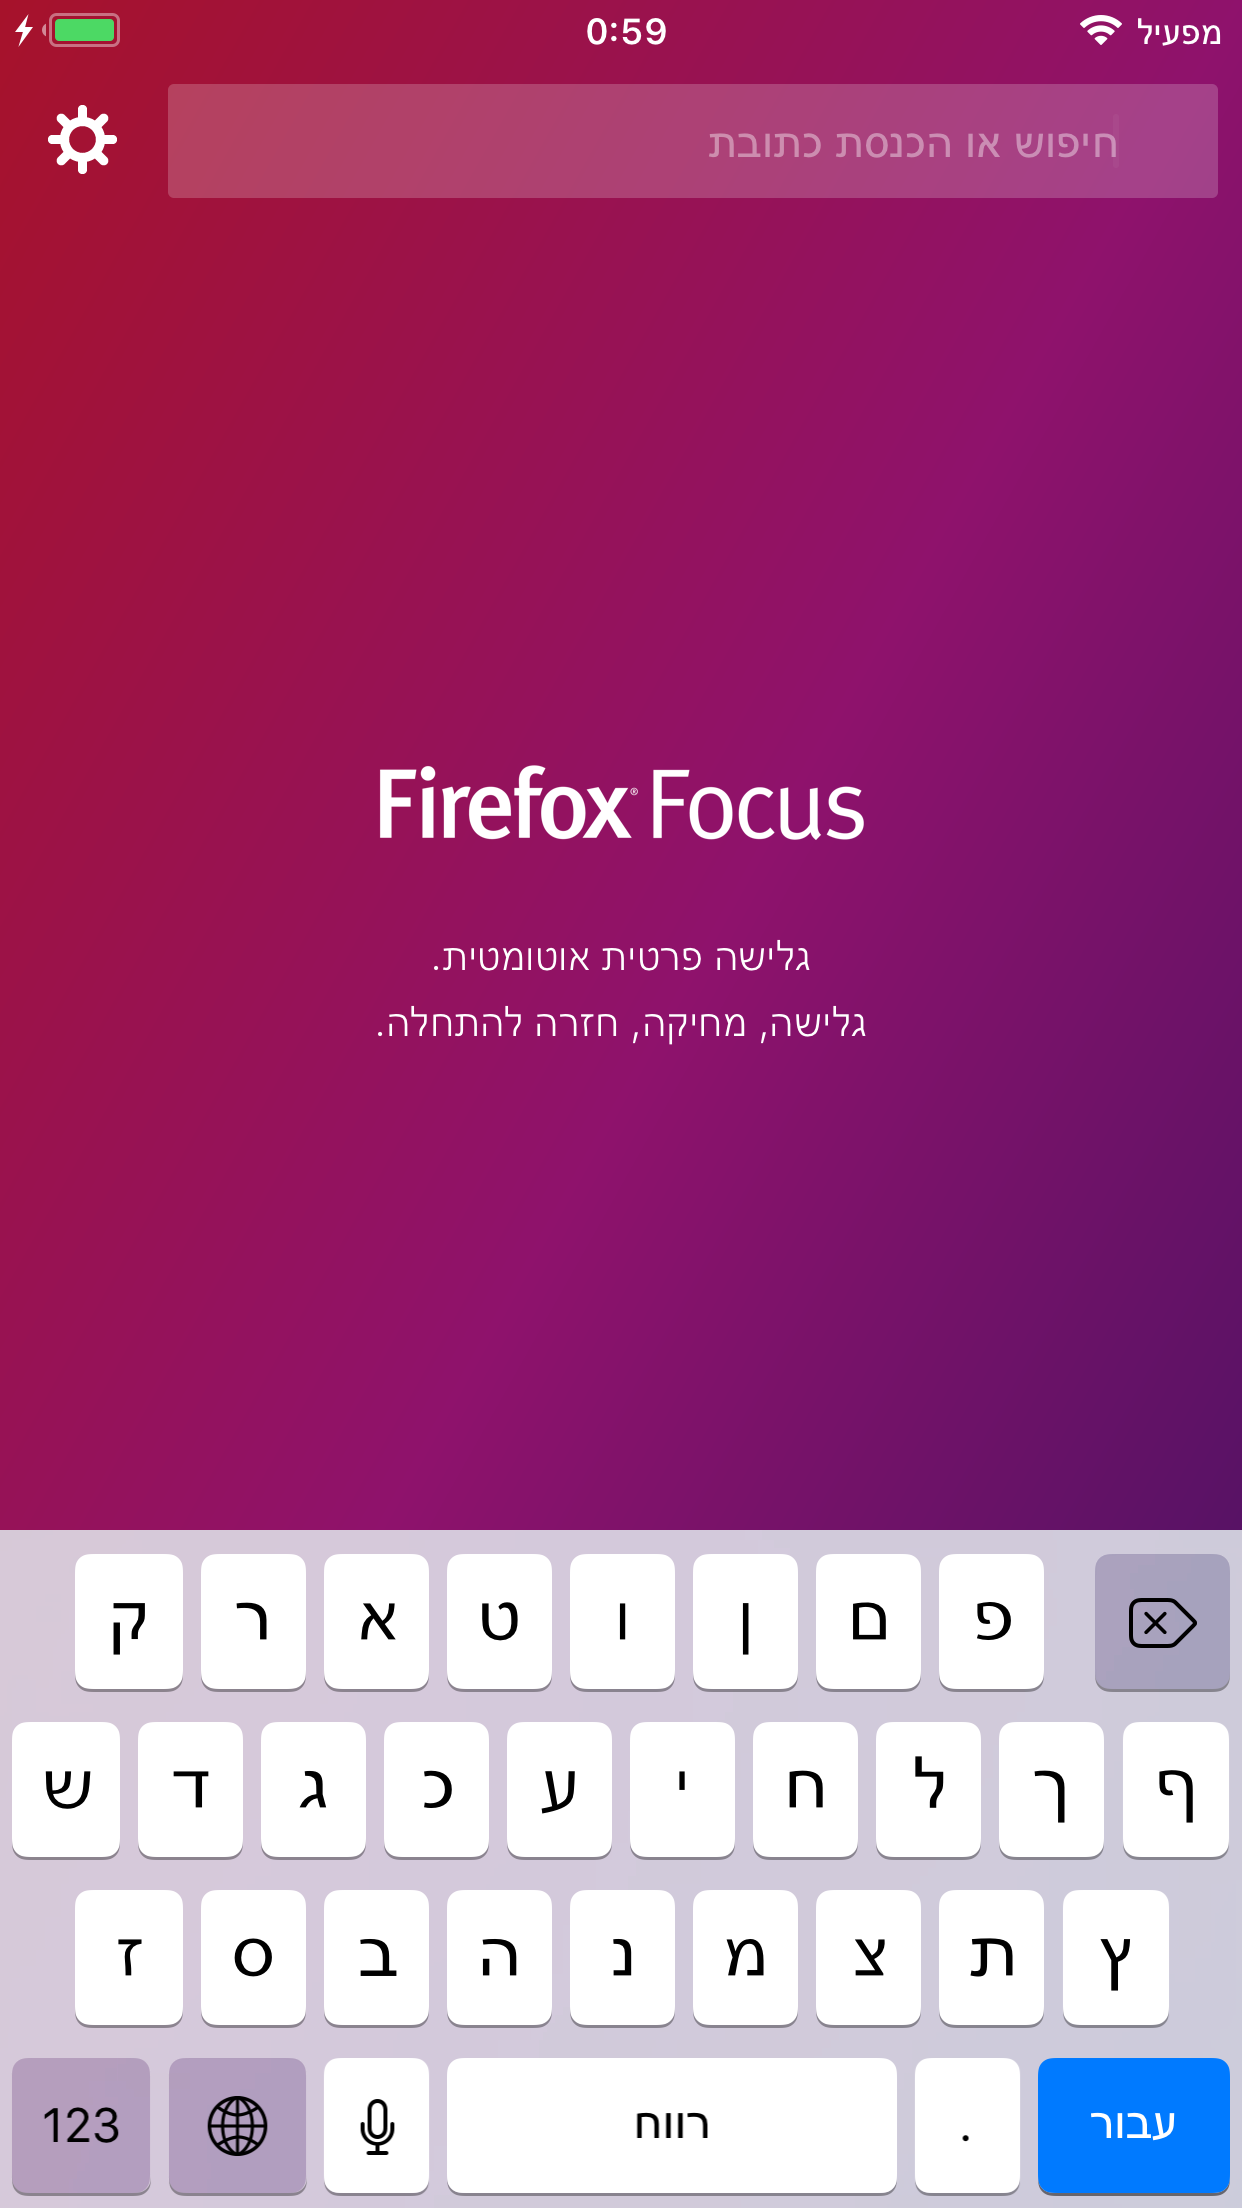 מפעיל 0:59
חיפוש או הכנסת כתובת
Firefox® Focus
גלישה פרטית אוטומטית.
גלישה, מחיקה, חזרה להתחלה.
ק ר א ט ו ן ם פ
ש ד ג כ ע י ח ל ך ף
ז ס ב ה נ מ צ ת ץ
123 רווח . עבור